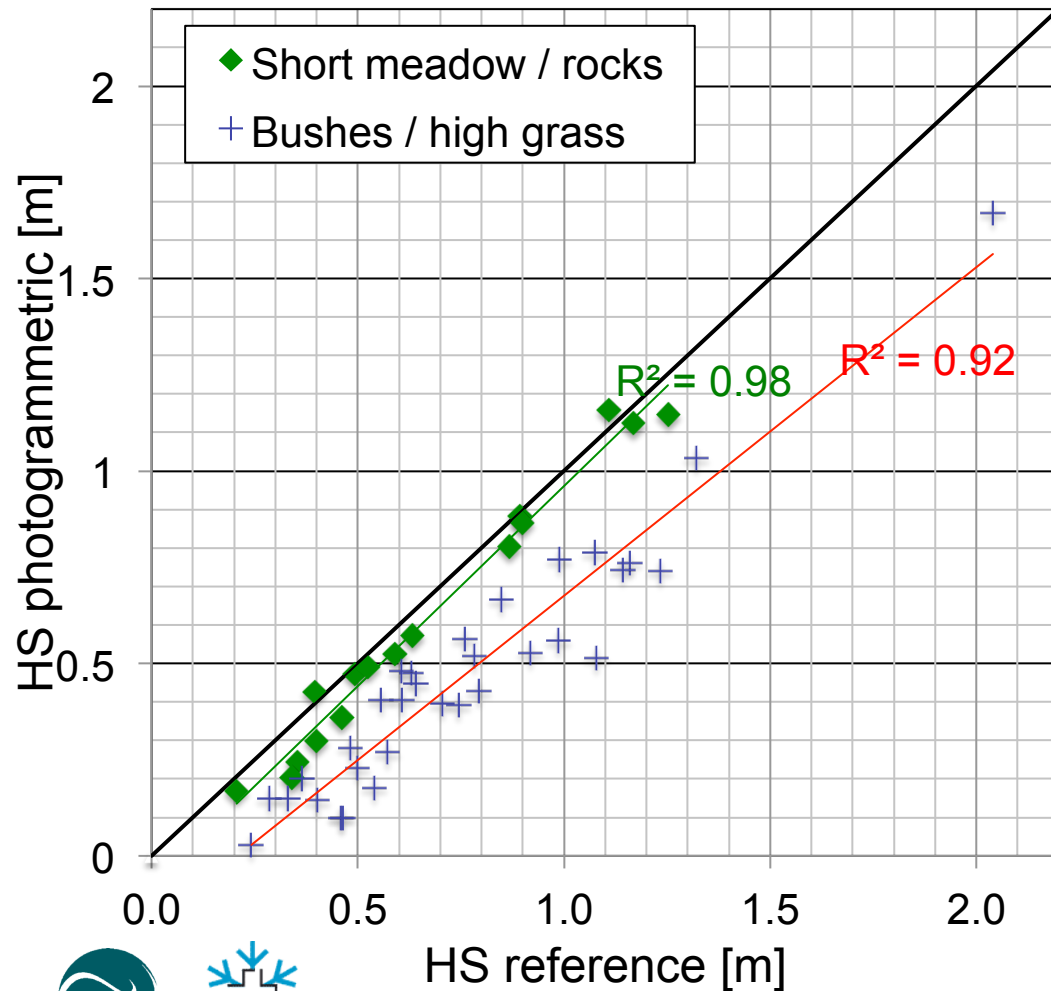 Short meadow / rocks
Bushes / high grass
HS photogrammetric [m]
2
1.5
1
0.5
0
R² = 0.98
R² = 0.92
0.0 0.5 1.0 1.5 2.0
HS reference [m]